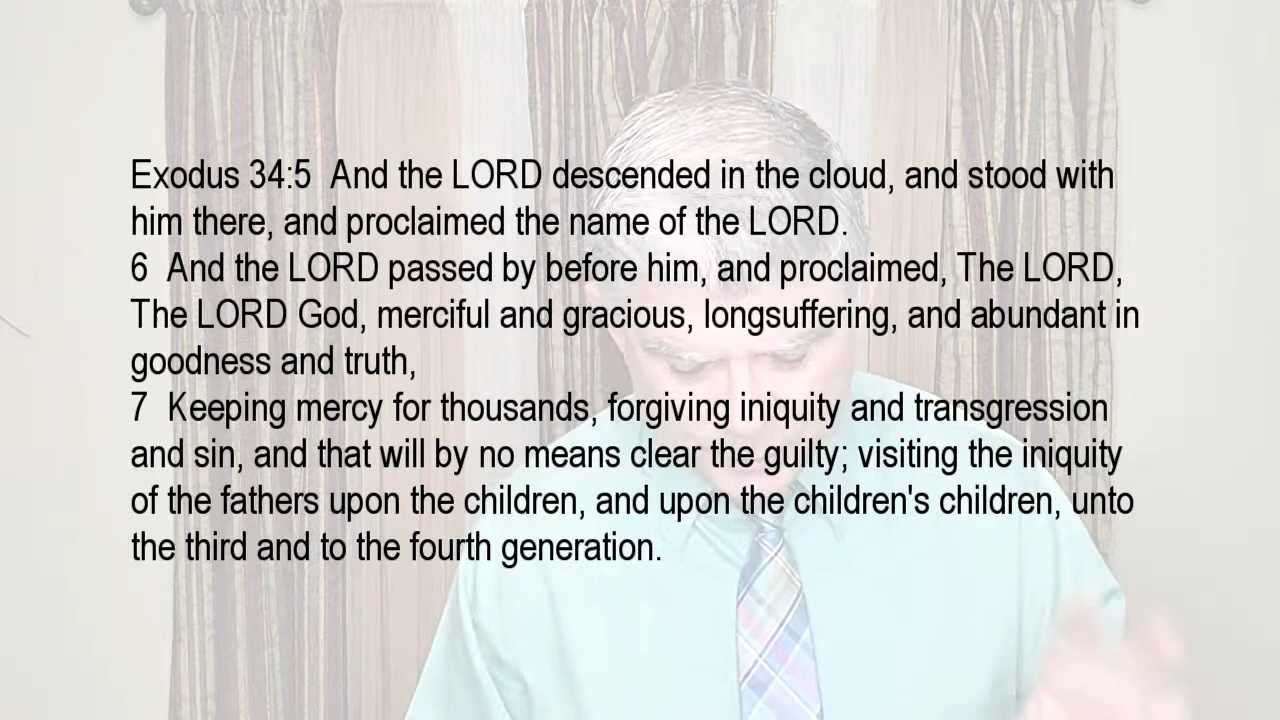 Exodus 34:5  And the LORD descended in the cloud, and stood with
him there, and proclaimed the name of the LORD.
6  And the LORD passed by before him, and proclaimed, The LORD,
The LORD God, merciful and gracious, longsuffering, and abundant in
goodness and truth,
7  Keeping mercy for thousands, forgiving iniquity and transgression
and sin, and that will by no means clear the guilty; visiting the iniquity
of the fathers upon the children, and upon the children's children, unto
the third and to the fourth generation.